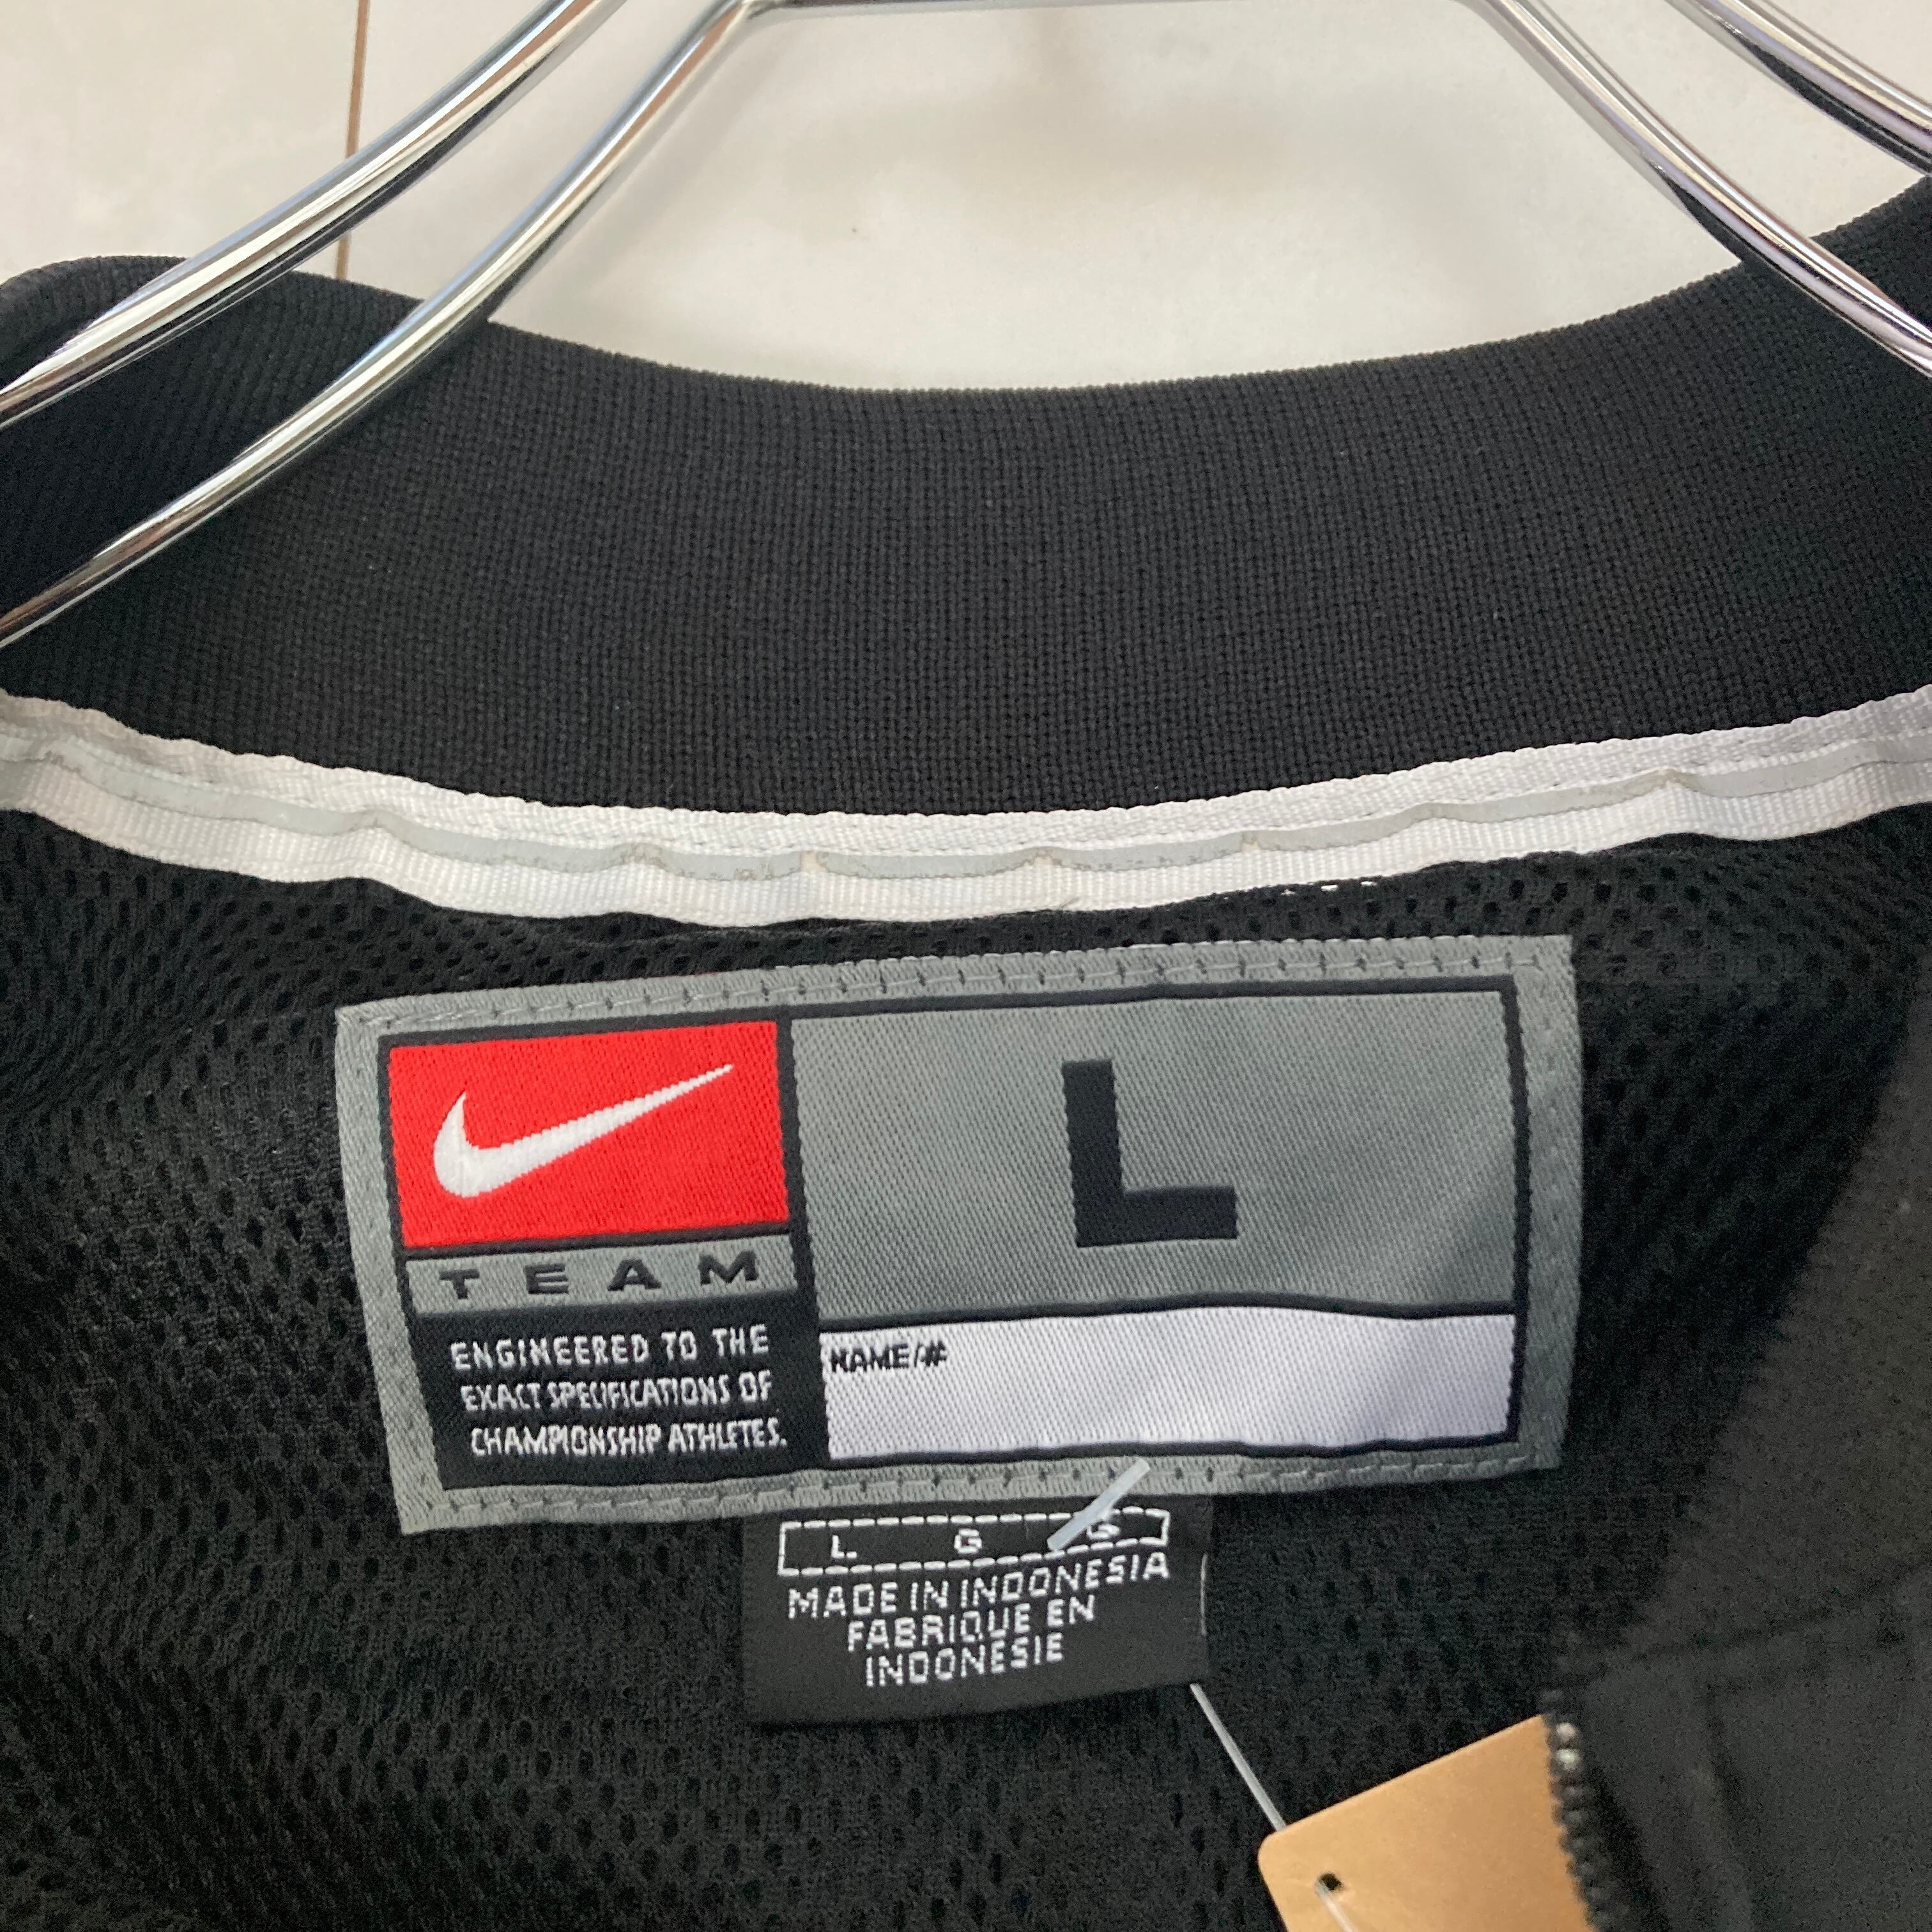 TEAM
ENGINEERED TO THE
EXACT SPECIFICATIONS OF
CHAMPIONSHIP ATHLETES.
L
NAME/#
L G G
MADE IN INDONESIA
FABRIQUE EN
INDONESIE